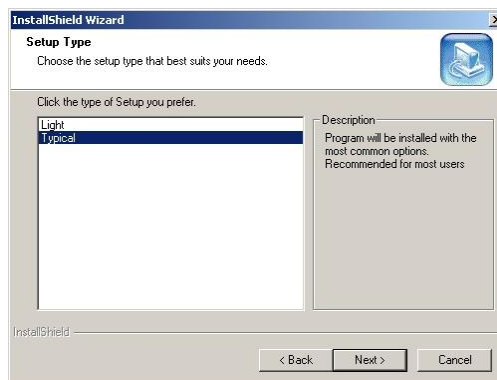 InstallShield Wizard
Setup Type
Choose the setup type that best suits your needs.
Click the type of Setup you prefer.
Light
Typical
Description
Program will be installed with the
most common options.
Recommended for most users
InstallShield
< Back
Next >
Cancel